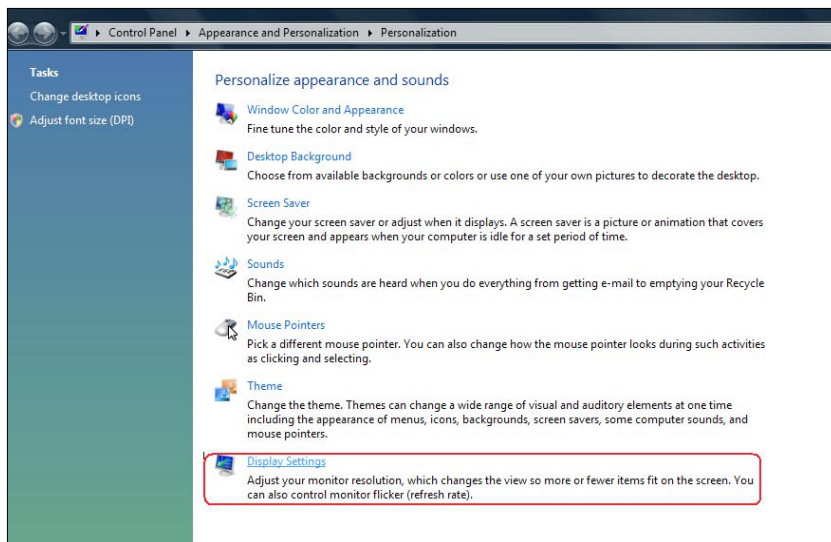 Control Panel ▸ Appearance and Personalization ▸ Personalization
Tasks
Change desktop icons
Adjust font size (DPI)
Personalize appearance and sounds
Window Color and Appearance
Fine tune the color and style of your windows.
Desktop Background
Choose from available backgrounds or colors or use one of your own pictures to decorate the desktop.
Screen Saver
Change your screen saver or adjust when it displays. A screen saver is a picture or animation that covers
your screen and appears when your computer is idle for a set period of time.
Sounds
Change which sounds are heard when you do everything from getting e-mail to emptying your Recycle
Bin.
Mouse Pointers
Pick a different mouse pointer. You can also change how the mouse pointer looks during such activities
as clicking and selecting.
Theme
Change the theme. Themes can change a wide range of visual and auditory elements at one time
including the appearance of menus, icons, backgrounds, screen savers, some computer sounds, and
mouse pointers.
Display Settings
Adjust your monitor resolution, which changes the view so more or fewer items fit on the screen. You
can also control monitor flicker (refresh rate).